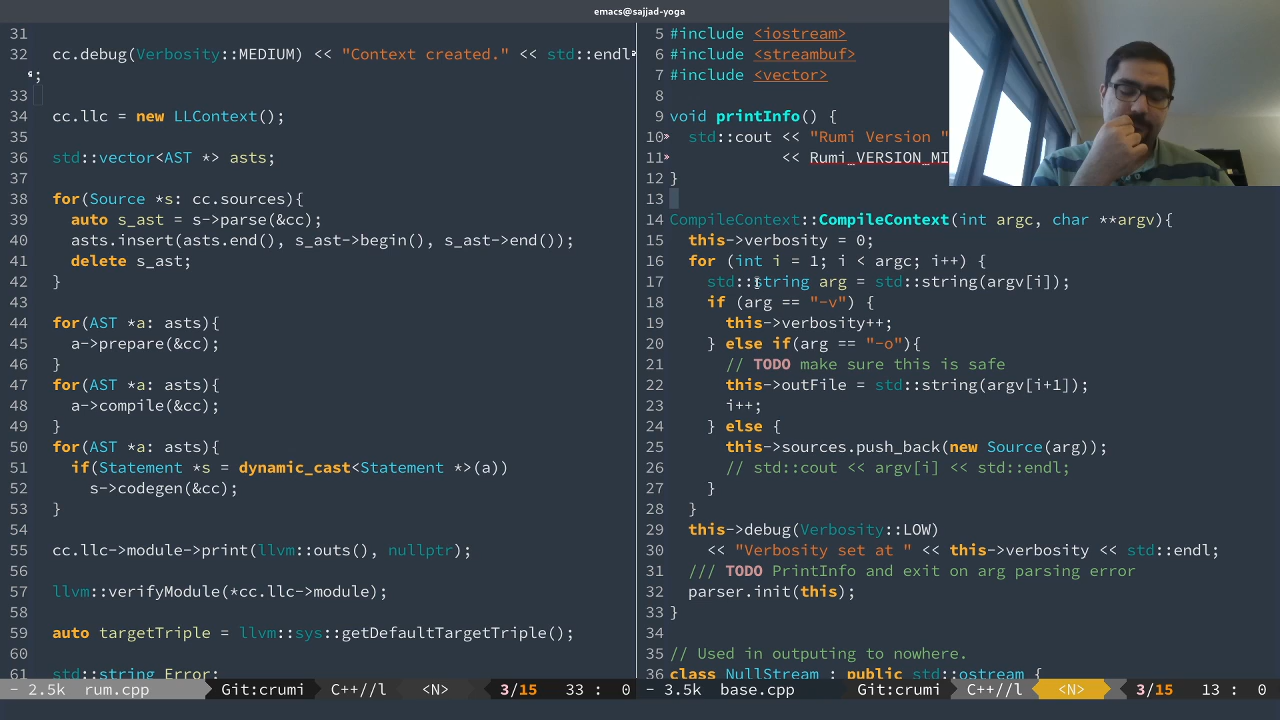 emacs@sajjad-yoga
31
32 cc.debug(Verbosity::MEDIUM) << "Context created." << std::endl
;
33
34 cc.llc = new LLContext();
35
36 std::vector<AST *> asts;
37
38 for(Source *s: cc.sources){
39 auto s_ast = s->parse(&cc);
40 asts.insert(asts.end(), s_ast->begin(), s_ast->end());
41 delete s_ast;
42 }
43
44 for(AST *a: asts){
45 a->prepare(&cc);
46 }
47 for(AST *a: asts){
48 a->compile(&cc);
49 }
50 for(AST *a: asts){
51 if(Statement *s = dynamic_cast<Statement *>(a))
52 s->codegen(&cc);
53 }
54
55 cc.llc->module->print(llvm::outs(), nullptr);
56
57 llvm::verifyModule(*cc.llc->module);
58
59 auto targetTriple = llvm::sys::getDefaultTargetTriple();
60
61 std::string Error;
- 2.5k rum.cpp Git:crumi C++//l <N> 3/15 33 : 0
5 #include <iostream>
6 #include <streambuf>
7 #include <vector>
8
9 void printInfo() {
10 std::cout << "Rumi Version "
11 << Rumi_VERSION_MI
12 }
13
14 CompileContext::CompileContext(int argc, char **argv){
15 this->verbosity = 0;
16 for (int i = 1; i < argc; i++) {
17 std::string arg = std::string(argv[i]);
18 if (arg == "-v") {
19 this->verbosity++;
20 } else if(arg == "-o"){
21 // TODO make sure this is safe
22 this->outFile = std::string(argv[i+1]);
23 i++;
24 } else {
25 this->sources.push_back(new Source(arg));
26 // std::cout << argv[i] << std::endl;
27 }
28 }
29 this->debug(Verbosity::LOW)
30 << "Verbosity set at " << this->verbosity << std::endl;
31 /// TODO PrintInfo and exit on arg parsing error
32 parser.init(this);
33 }
34
35 // Used in outputing to nowhere.
36 class NullStream : public std::ostream {
- 3.5k base.cpp Git:crumi C++//l <N> 3/15 13 : 0